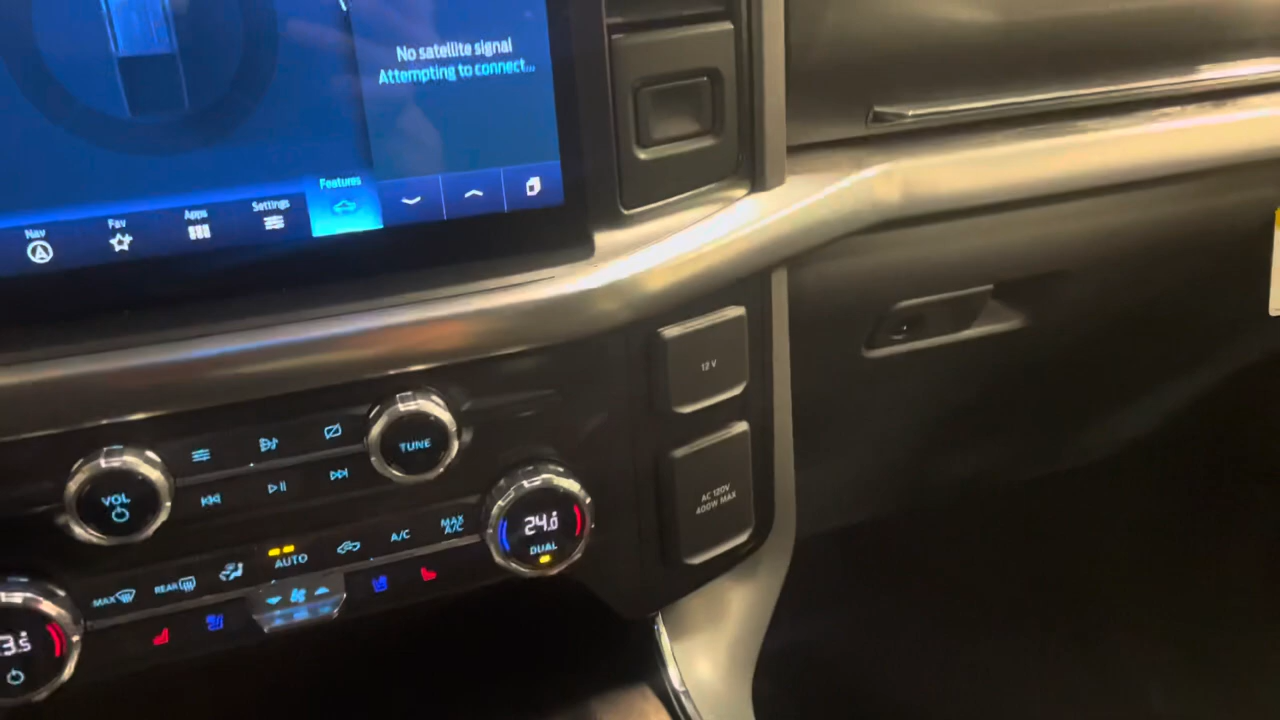 No satellite signal
Attempting to connect...
Nav
Fav
Apps
Settings
Features
12 V
AC 120V
400W MAX
VOL
TUNE
MAX
REAR
AUTO
A/C
MAX
A/C
24.0
DUAL
3.5